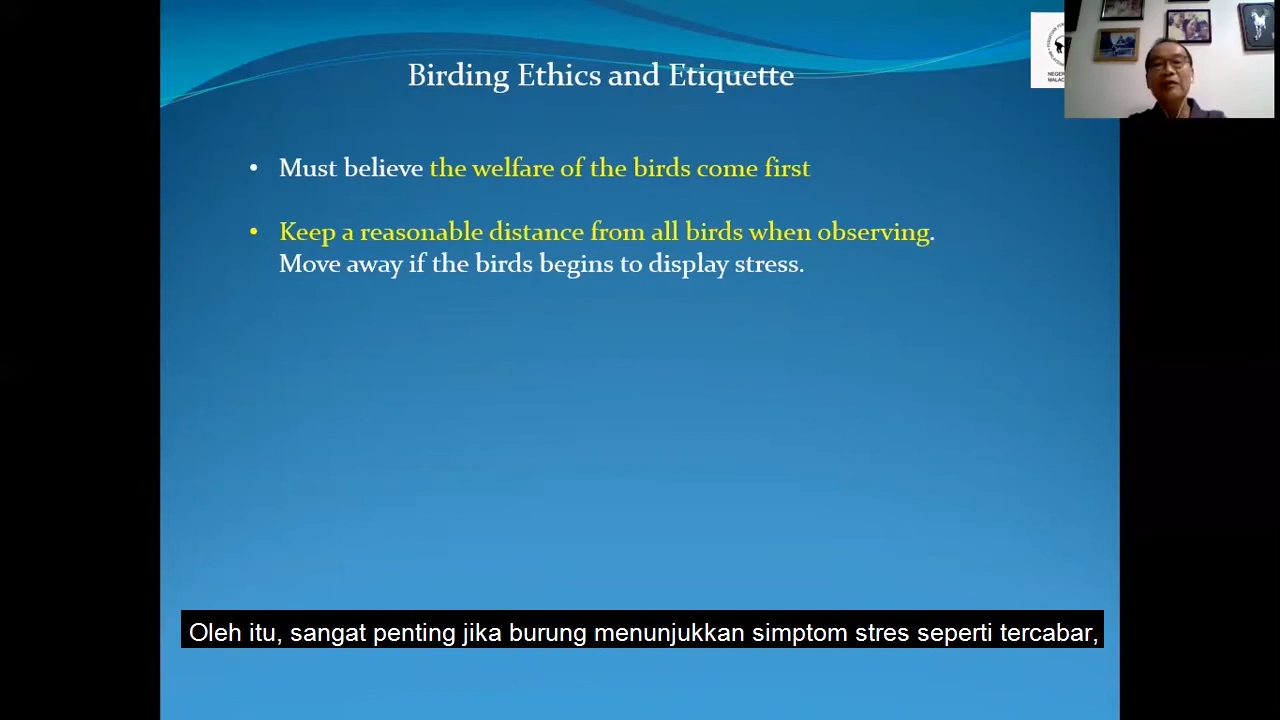 Birding Ethics and Etiquette
NEGER
MALAC
• Must believe the welfare of the birds come first
• Keep a reasonable distance from all birds when observing.
Move away if the birds begins to display stress.
Oleh itu, sangat penting jika burung menunjukkan simptom stres seperti tercabar,